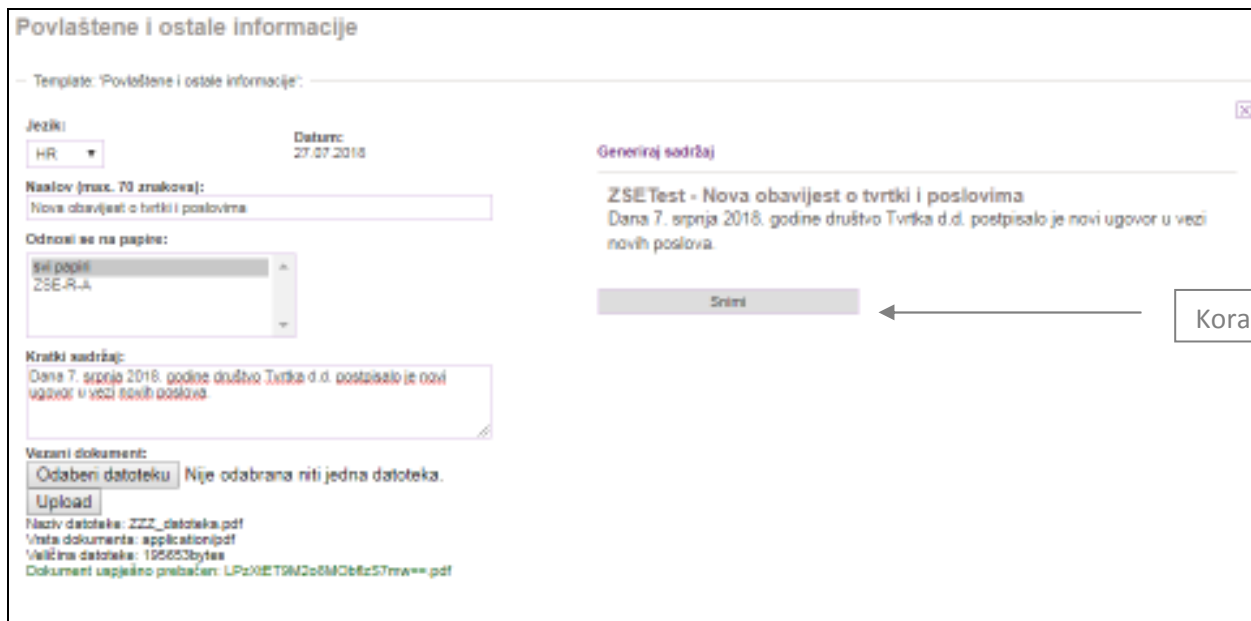 Povlaštene i ostale informacije
Template: 'Povlaštene i ostale informacije':
Jezik:
HR
Datum:
27.07.2018
Naslov (max. 70 znakova):
Nova obavijest o tvrtki i poslovima
Odnosi se na papire:
svi papiri
ZSE-R-A
Kratki sadržaj:
Dana 7. srpnja 2018. godine društvo Tvrtka d.d. postpisalo je novi
ugovor u vezi novih poslova.
Vezani dokument:
Odaberi datoteku Nije odabrana niti jedna datoteka.
Upload
Naziv datoteke: ZZZ_datoteka.pdf
Vrsta dokumenta: application/pdf
Veličina datoteke: 195653bytes
Dokument uspješno prebačen:
Generiraj sadržaj
ZSETest - Nova obavijest o tvrtki i poslovima
Dana 7. srpnja 2018. godine društvo Tvrtka d.d. postpisalo je novi ugovor u vezi
novih poslova.
Snimi
Kora